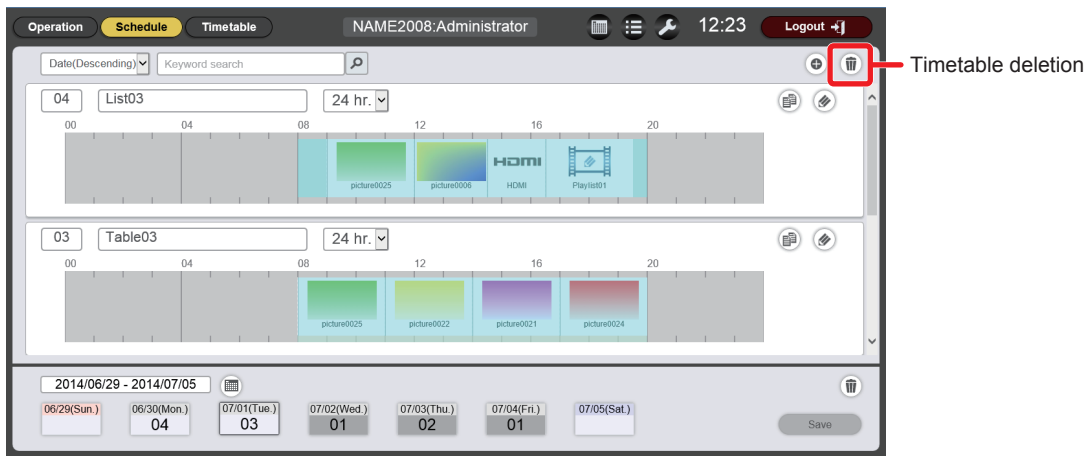 Operation Schedule Timetable NAME2008:Administrator 12:23 Logout
Date(Descending) Keyword search
Timetable deletion
04 List03 24 hr.
00 04 08 12 16 20
HDMI
picture0025 picture0006 HDMI Playlist01
03 Table03 24 hr.
00 04 08 12 16 20
picture0025 picture0022 picture0021 picture0024
2014/06/29 - 2014/07/05
06/29(Sun.) 06/30(Mon.) 07/01(Tue.) 07/02(Wed.) 07/03(Thu.) 07/04(Fri.) 07/05(Sat.)
04 03 01 02 01
Save